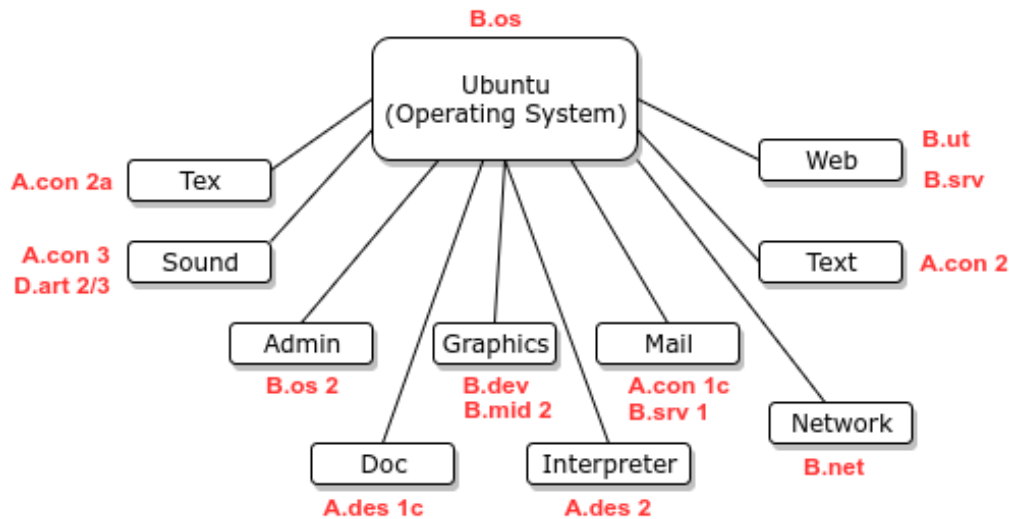 B.os
Ubuntu
(Operating System)
B.ut
Web
B.srv
A.con 2a
Tex
A.con 3
Sound
D.art 2/3
Text
A.con 2
Admin
Graphics
Mail
B.os 2
B.dev
B.mid 2
A.con 1c
B.srv 1
Network
B.net
Doc
Interpreter
A.des 1c
A.des 2